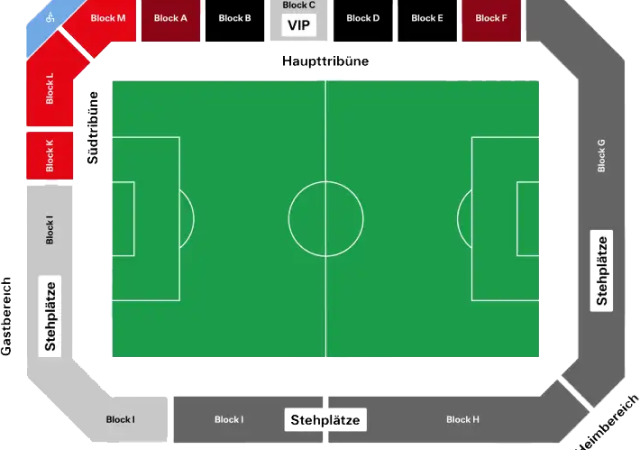 Block C
Block M
Block A
Block B
VIP
Block D
Block E
Block F
Haupttribüne
Block L
Südtribüne
Block K
Block G
Block I
Stehplätze
Stehplätze
Gastbereich
Block I
Block I
Stehplätze
Block H
Heimbereich